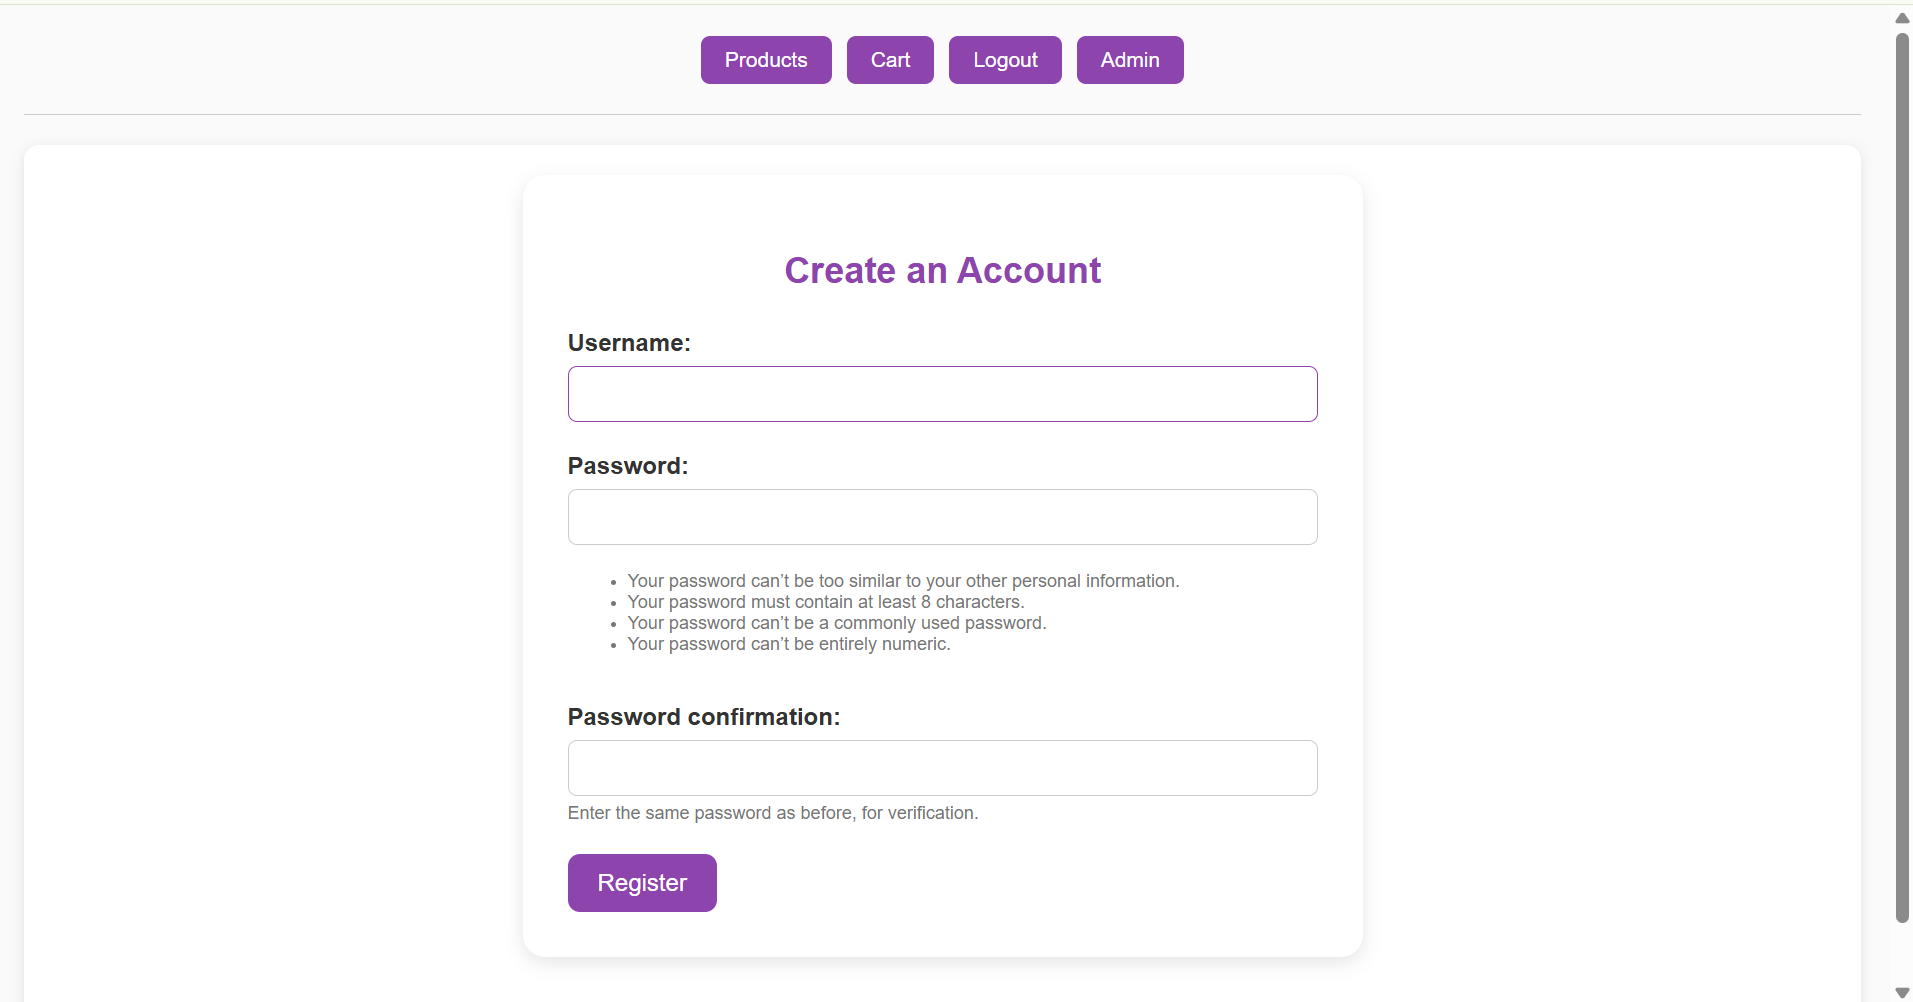 Products Cart Logout Admin
Create an Account
Username:
Password:
Your password can’t be too similar to your other personal information.
Your password must contain at least 8 characters.
Your password can’t be a commonly used password.
Your password can’t be entirely numeric.
Password confirmation:
Enter the same password as before, for verification.
Register